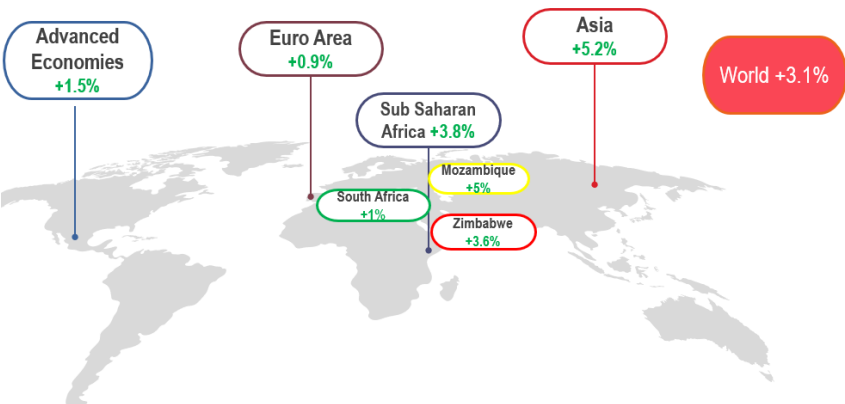 Advanced
Economies
+1.5%
Euro Area
+0.9%
Asia
+5.2%
World +3.1%
Sub Saharan
Africa +3.8%
Mozambique
+5%
South Africa
+1%
Zimbabwe
+3.6%